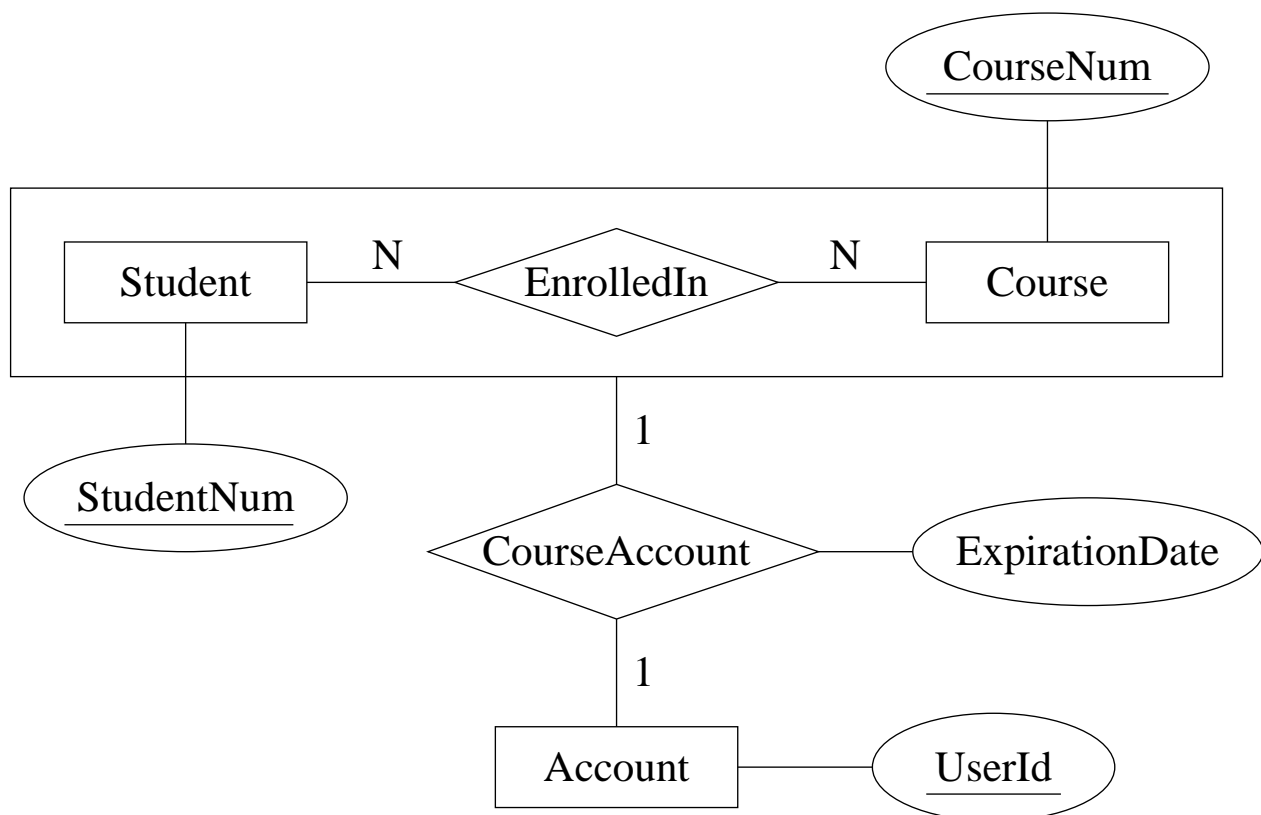 CourseNum
N
N
Student
EnrolledIn
Course
1
StudentNum
CourseAccount
ExpirationDate
1
Account
UserId